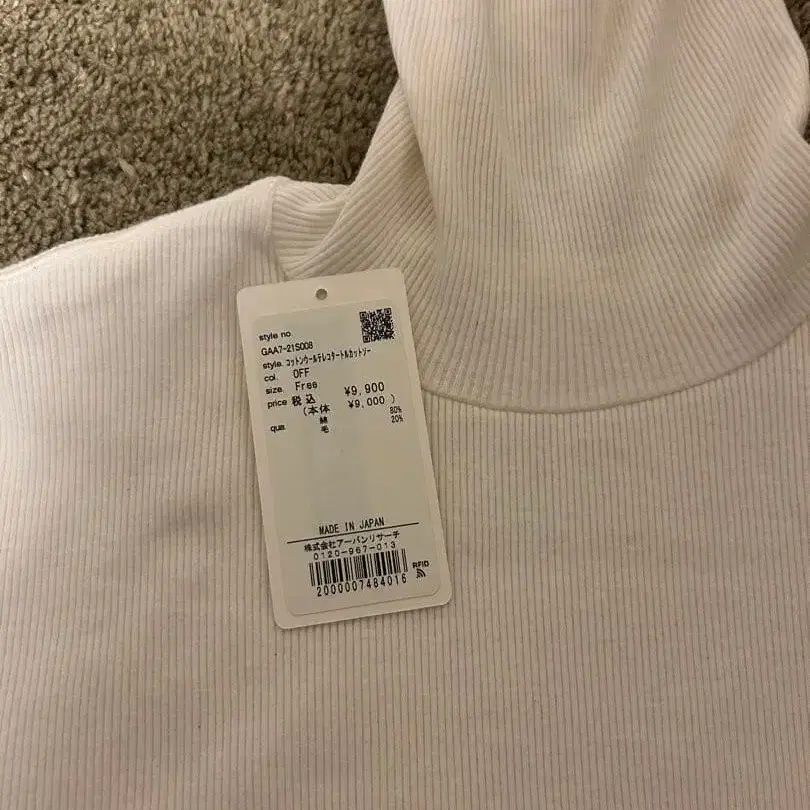 style no.
GAA7-21S008
style. コットンウールテレコタートルカットソー
col. OFF
size. Free
price 税込 ¥9,900
(本体 ¥9,000 )
qua 綿 80%
毛 20%
MADE IN JAPAN
株式会社アーバンリサーチ
0120-967-013
RFID
2000007484016